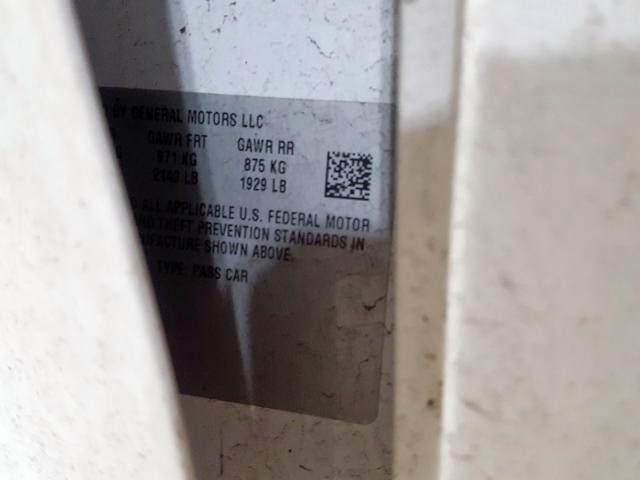 BY GENERAL MOTORS LLC
GAWR FRT GAWR RR
971 KG 875 KG
2140 LB 1929 LB
ALL APPLICABLE U.S. FEDERAL MOTOR
THEFT PREVENTION STANDARDS IN
SHOWN ABOVE.
TYPE: PASS CAR